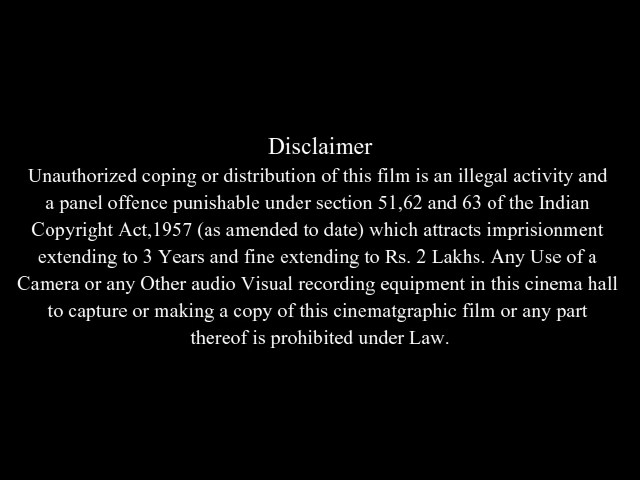 Disclaimer
Unauthorized coping or distribution of this film is an illegal activity and
a panel offence punishable under section 51,62 and 63 of the Indian
Copyright Act,1957 (as amended to date) which attracts imprisionment
extending to 3 Years and fine extending to Rs. 2 Lakhs. Any Use of a
Camera or any Other audio Visual recording equipment in this cinema hall
to capture or making a copy of this cinematgraphic film or any part
thereof is prohibited under Law.